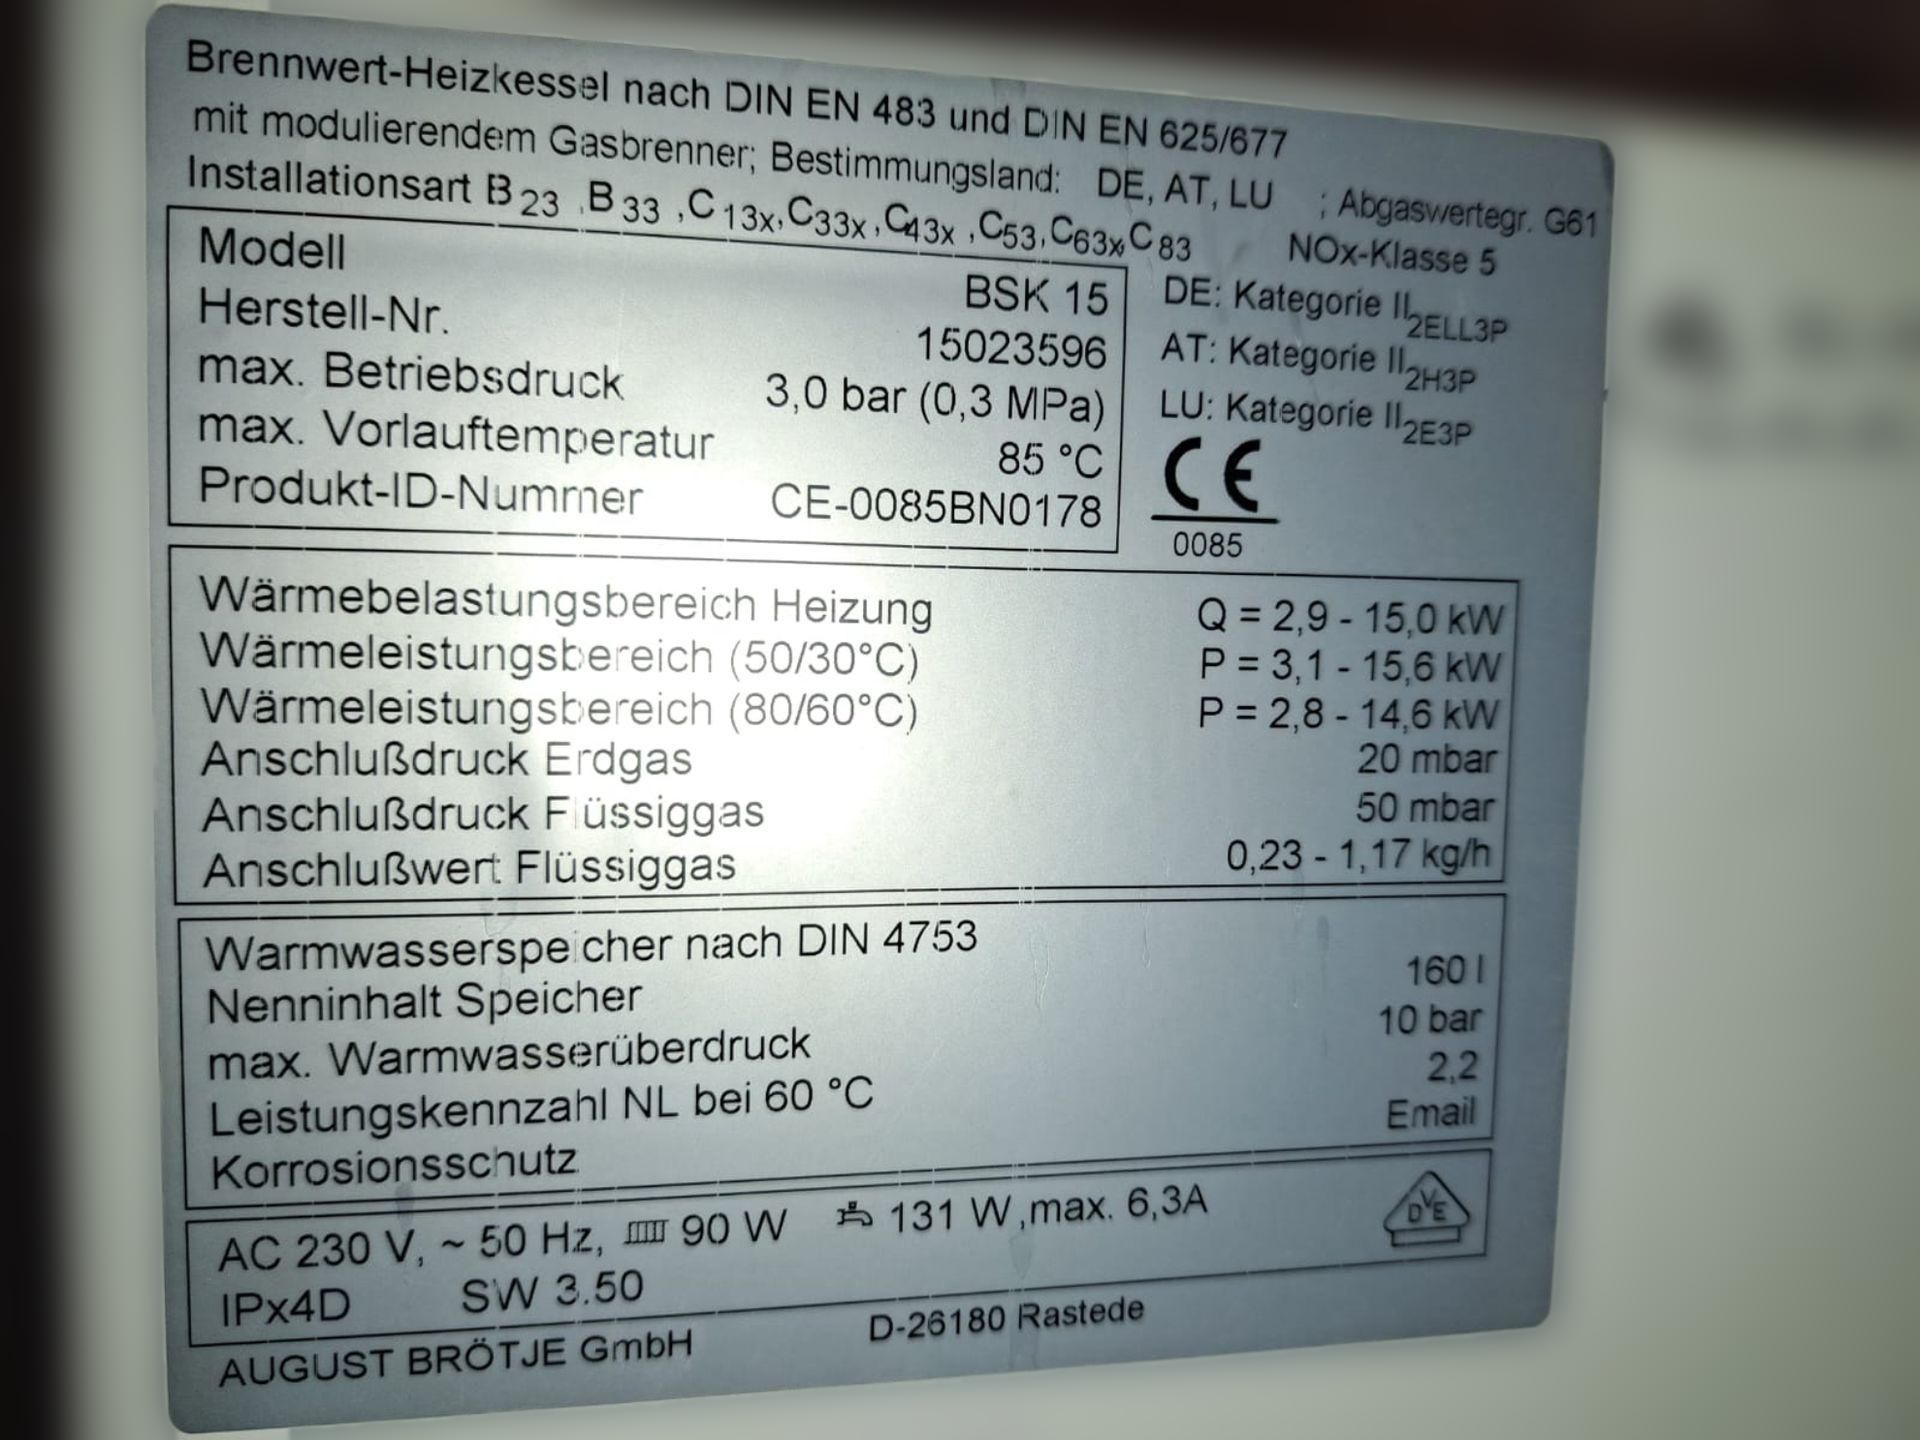 Brennwert-Heizkessel nach DIN EN 483 und DIN EN 625/677
mit modulierendem Gasbrenner; Bestimmungsland: DE, AT, LU ; Abgaswertegr. G61
Installationsart B23, B33, C13x, C33x, C43x, C53, C63x C83 NOx-Klasse 5
Modell BSK 15
Herstell-Nr. 15023596
max. Betriebsdruck 3,0 bar (0,3 MPa)
max. Vorlauftemperatur 85 °C
Produkt-ID-Nummer CE-0085BN0178
DE: Kategorie II2ELL3P
AT: Kategorie II2H3P
LU: Kategorie II2E3P
CE
0085
Wärmebelastungsbereich Heizung Q = 2,9 - 15,0 kW
Wärmeleistungsbereich (50/30°C) P = 3,1 - 15,6 kW
Wärmeleistungsbereich (80/60°C) P = 2,8 - 14,6 kW
Anschlußdruck Erdgas 20 mbar
Anschlußdruck Flüssiggas 50 mbar
Anschlußwert Flüssiggas 0,23 - 1,17 kg/h
Warmwasserspeicher nach DIN 4753
Nenninhalt Speicher 160 l
max. Warmwasserüberdruck 10 bar
Leistungskennzahl NL bei 60 °C 2,2
Korrosionsschutz Email
AC 230 V, ~ 50 Hz, 90 W 131 W, max. 6,3A
IPx4D SW 3.50
DVE
AUGUST BRÖTJE GmbH D-26180 Rastede